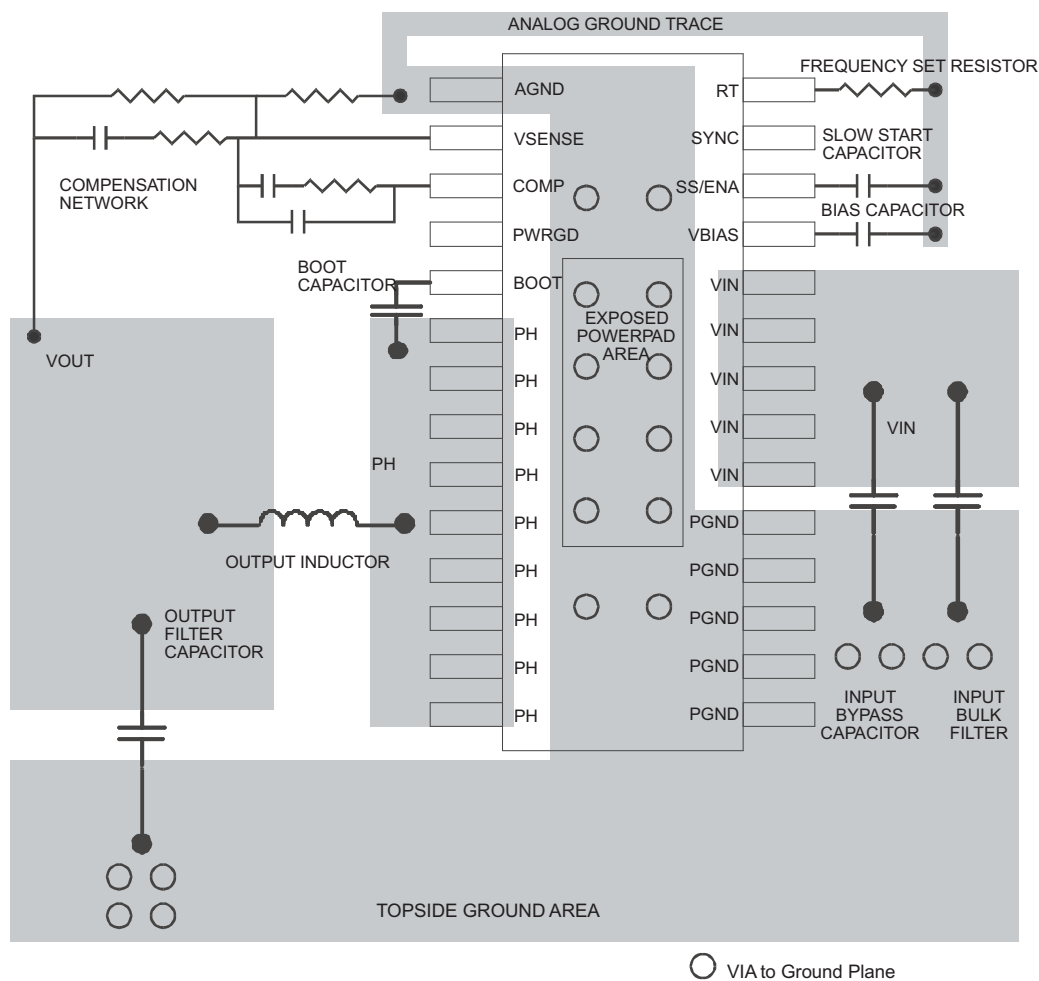 ANALOG GROUND TRACE
FREQUENCY SET RESISTOR
AGND
RT
VSENSE
SYNC
SLOW START
CAPACITOR
COMPENSATION
NETWORK
COMP
SS/ENA
BIAS CAPACITOR
PWRGD
VBIAS
BOOT
CAPACITOR
BOOT
VIN
EXPOSED
POWERPAD
AREA
PH
VIN
VOUT
PH
VIN
PH
VIN
VIN
PH
PH
VIN
PH
PGND
OUTPUT INDUCTOR
PH
PGND
OUTPUT
FILTER
CAPACITOR
PH
PGND
PH
PGND
PH
PGND
INPUT
BYPASS
CAPACITOR
INPUT
BULK
FILTER
TOPSIDE GROUND AREA
VIA to Ground Plane